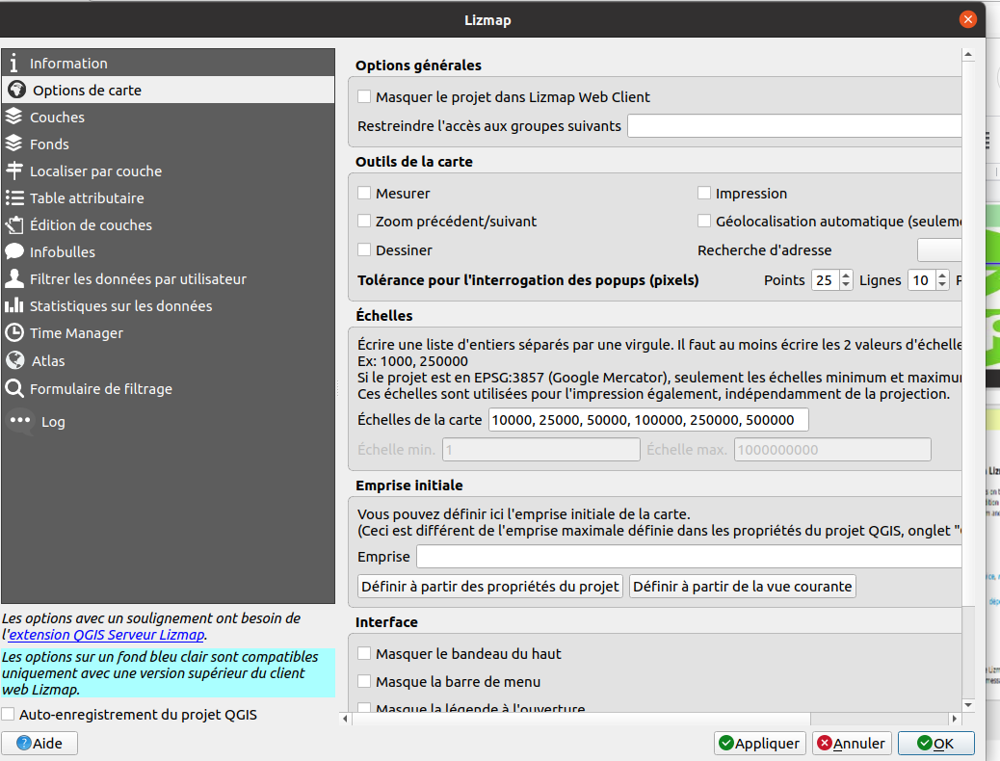 Lizmap
Information
Options de carte
Couches
Fonds
Localiser par couche
Table attributaire
Édition de couches
Infobulles
Filtrer les données par utilisateur
Statistiques sur les données
Time Manager
Atlas
Formulaire de filtrage
Log
Les options avec un soulignement ont besoin de
l'extension QGIS Serveur Lizmap.
Les options sur un fond bleu clair sont compatibles
uniquement avec une version supérieur du client
web Lizmap.
Auto-enregistrement du projet QGIS
Aide
Options générales
Masquer le projet dans Lizmap Web Client
Restreindre l'accès aux groupes suivants
Outils de la carte
Mesurer
Impression
Zoom précédent/suivant
Géolocalisation automatique (seuleme
Dessiner
Recherche d'adresse
Tolérance pour l'interrogation des popups (pixels) Points 25 Lignes 10 P
Échelles
Écrire une liste d'entiers séparés par une virgule. Il faut au moins écrire les 2 valeurs d'échelle
Ex: 1000, 250000
Si le projet est en EPSG:3857 (Google Mercator), seulement les échelles minimum et maximum
Ces échelles sont utilisées pour l'impression également, indépendamment de la projection.
Échelles de la carte 10000, 25000, 50000, 100000, 250000, 500000
Échelle min. 1 Échelle max. 1000000000
Emprise initiale
Vous pouvez définir ici l'emprise initiale de la carte.
(Ceci est différent de l'emprise maximale définie dans les propriétés du projet QGIS, onglet "
Emprise
Définir à partir des propriétés du projet Définir à partir de la vue courante
Interface
Masquer le bandeau du haut
Masque la barre de menu
Masque la légende à l'ouverture
Appliquer Annuler OK